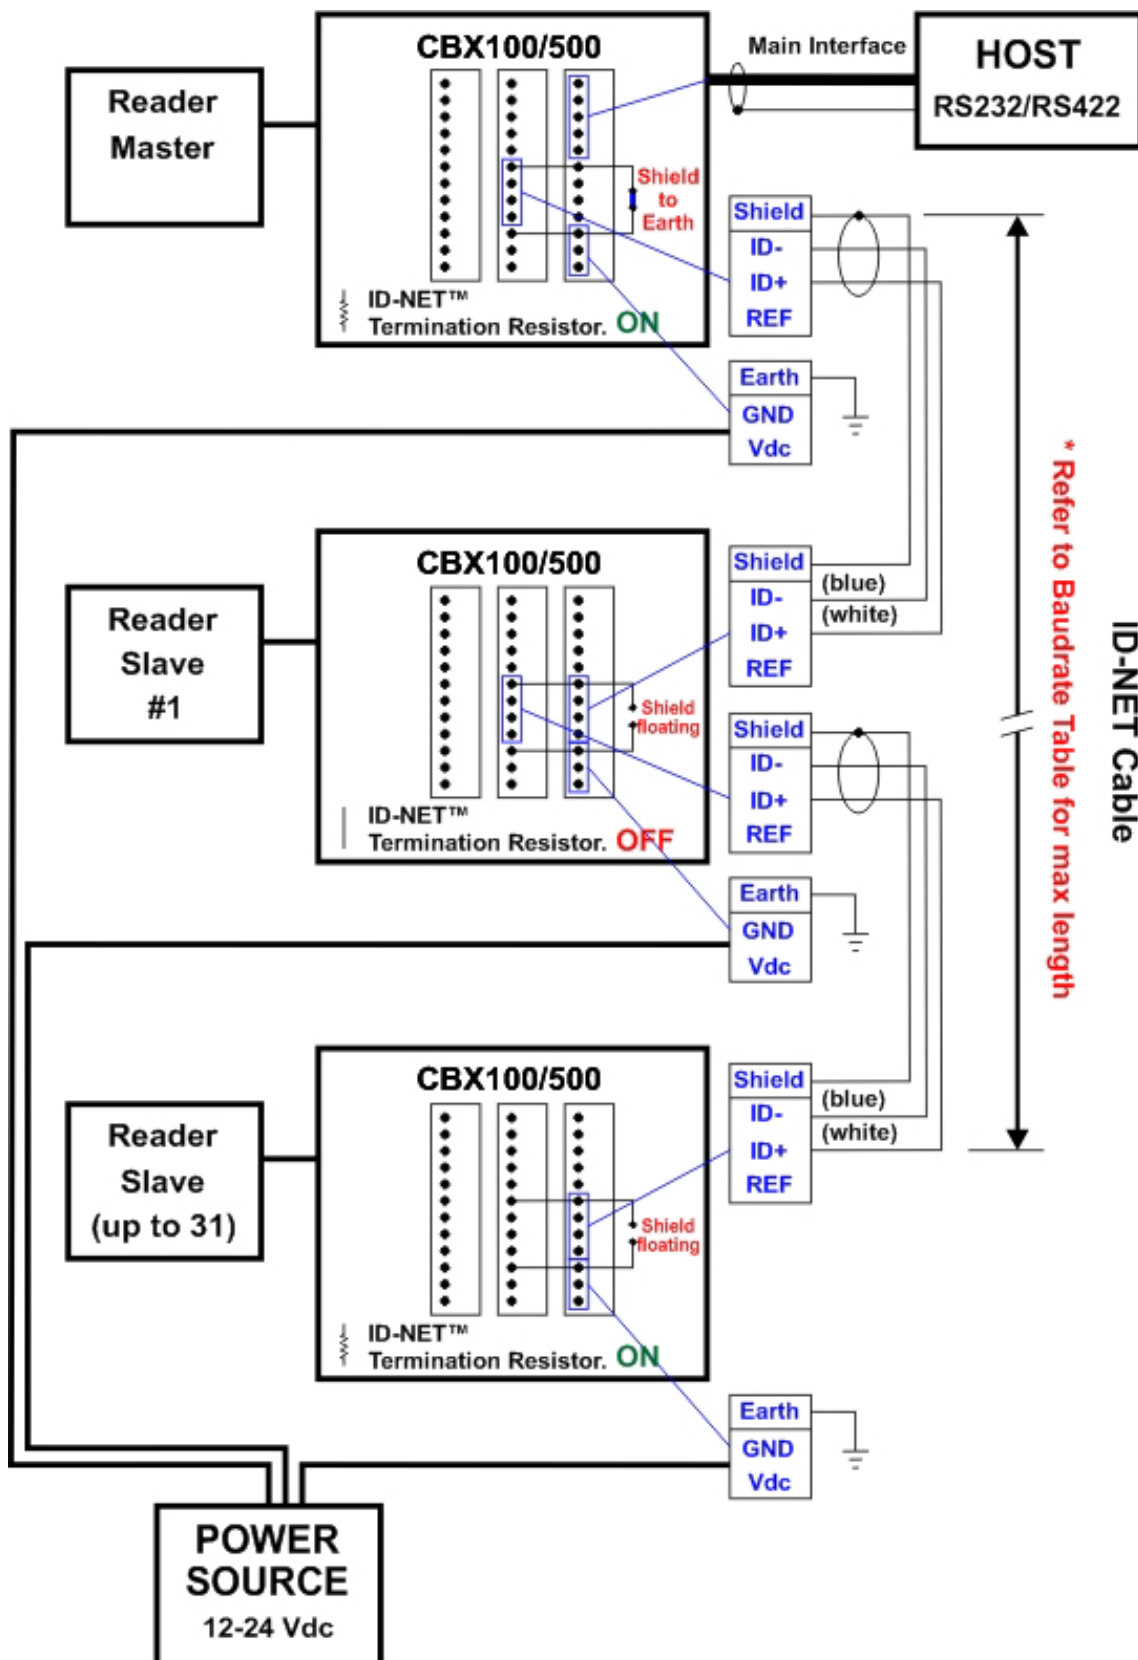 CBX100/500
Main Interface
HOST
RS232/RS422
Reader
Master
Shield
to
Earth
Shield
ID-
ID+
REF
ID-NET™
Termination Resistor. ON
Earth
GND
Vdc
CBX100/500
Reader
Slave
#1
Shield
floating
Shield
(blue)
ID-
(white)
ID+
REF
Shield
ID-
ID+
REF
ID-NET™
Termination Resistor. OFF
Earth
GND
Vdc
* Refer to Baudrate Table for max length
ID-NET Cable
CBX100/500
Reader
Slave
(up to 31)
Shield
floating
Shield
(blue)
ID-
(white)
ID+
REF
ID-NET™
Termination Resistor. ON
Earth
GND
Vdc
POWER
SOURCE
12-24 Vdc